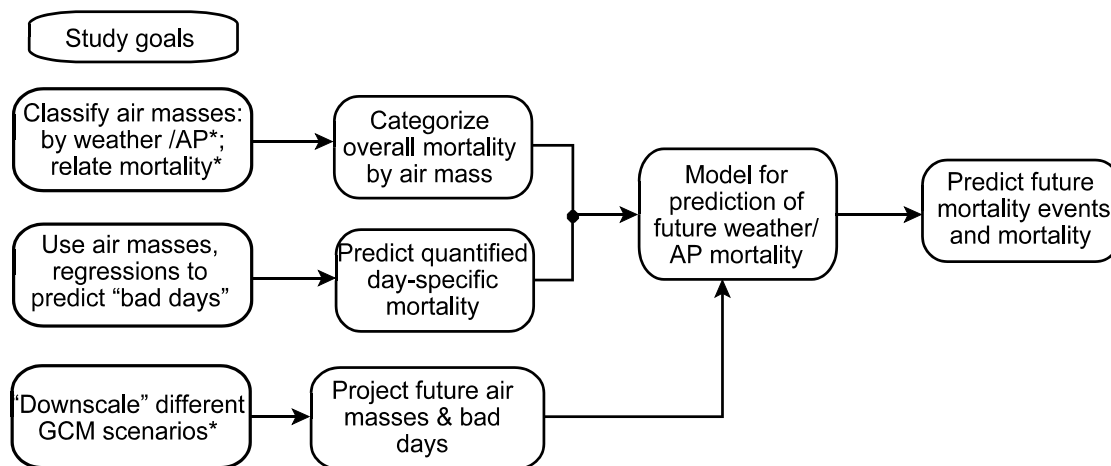 Study goals
Classify air masses:
by weather /AP*;
relate mortality*
Categorize
overall mortality
by air mass
Use air masses,
regressions to
predict “bad days”
Predict quantified
day-specific
mortality
Model for
prediction of
future weather/
AP mortality
Predict future
mortality events
and mortality
“Downscale” different
GCM scenarios*
Project future air
masses & bad
days